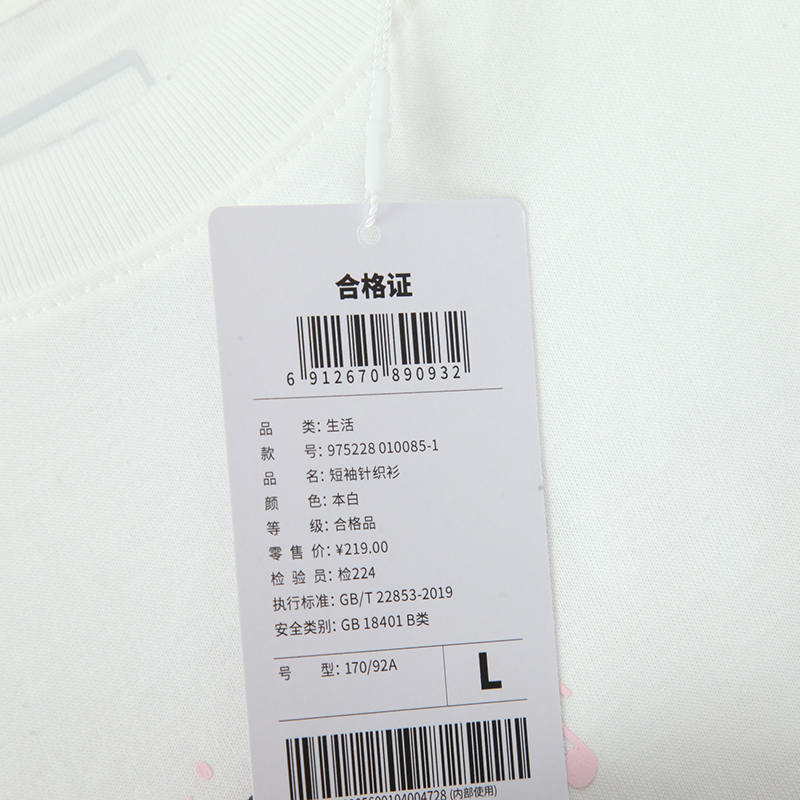 合格证
6 912670 890932
品 类: 生活
款 号: 975228 010085-1
品 名: 短袖针织衫
颜 色: 本白
等 级: 合格品
零 售 价: ¥219.00
检 验 员: 检224
执行标准: GB/T 22853-2019
安全类别: GB 18401 B类
号 型: 170/92A
L
(内部使用)